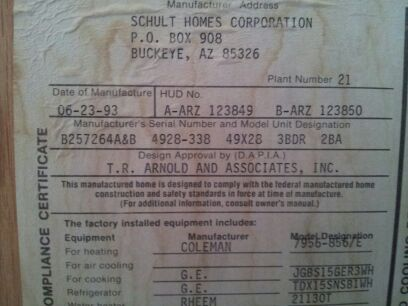 Manufacturer Address
SCHULT HOMES CORPORATION
P.O. BOX 908
BUCKEYE, AZ 85326
Plant Number 21
Date of Manufacture HUD No.
06-23-93 A-ARZ 123849 B-ARZ 123850
Manufacturer's Serial Number and Model Unit Designation
B257264A&B 4928-338 49X28 3BDR 2BA
Design Approval by (D.A.P.I.A.)
T.R. ARNOLD AND ASSOCIATES, INC.
This manufactured home is designed to comply with the federal manufactured home
construction and safety standards in force at time of manufacture.
(For additional information, consult owner's manual.)
COMPLIANCE CERTIFICATE
The factory installed equipment includes:
Equipment Manufacturer Model Designation
For heating COLEMAN 7956-856/E
For air cooling
For cooking G.E. JGBS15GER3WH
Refrigerator G.E. TDX15SNSBIWH
RHEEM 21130T
COOLING